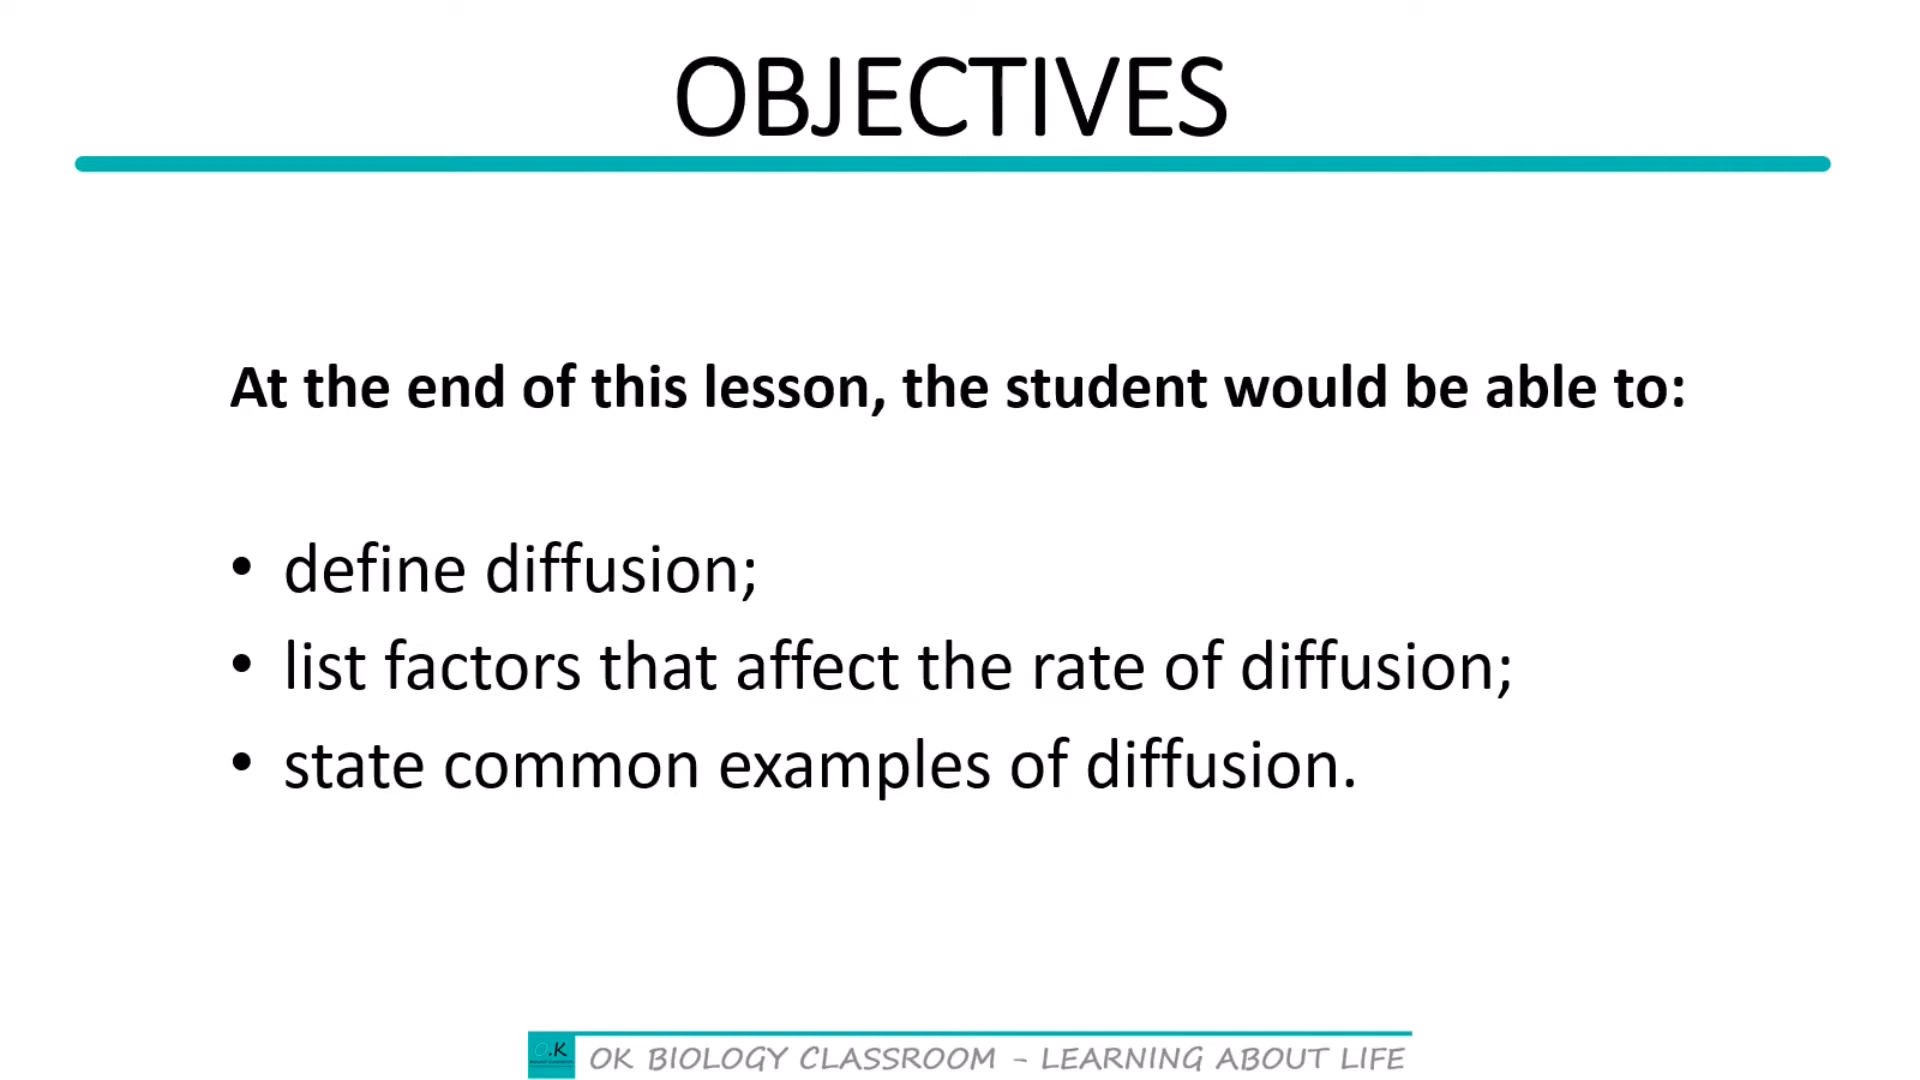 OBJECTIVES
At the end of this lesson, the student would be able to:
• define diffusion;
• list factors that affect the rate of diffusion;
• state common examples of diffusion.
O.K
OK BIOLOGY CLASSROOM - LEARNING ABOUT LIFE